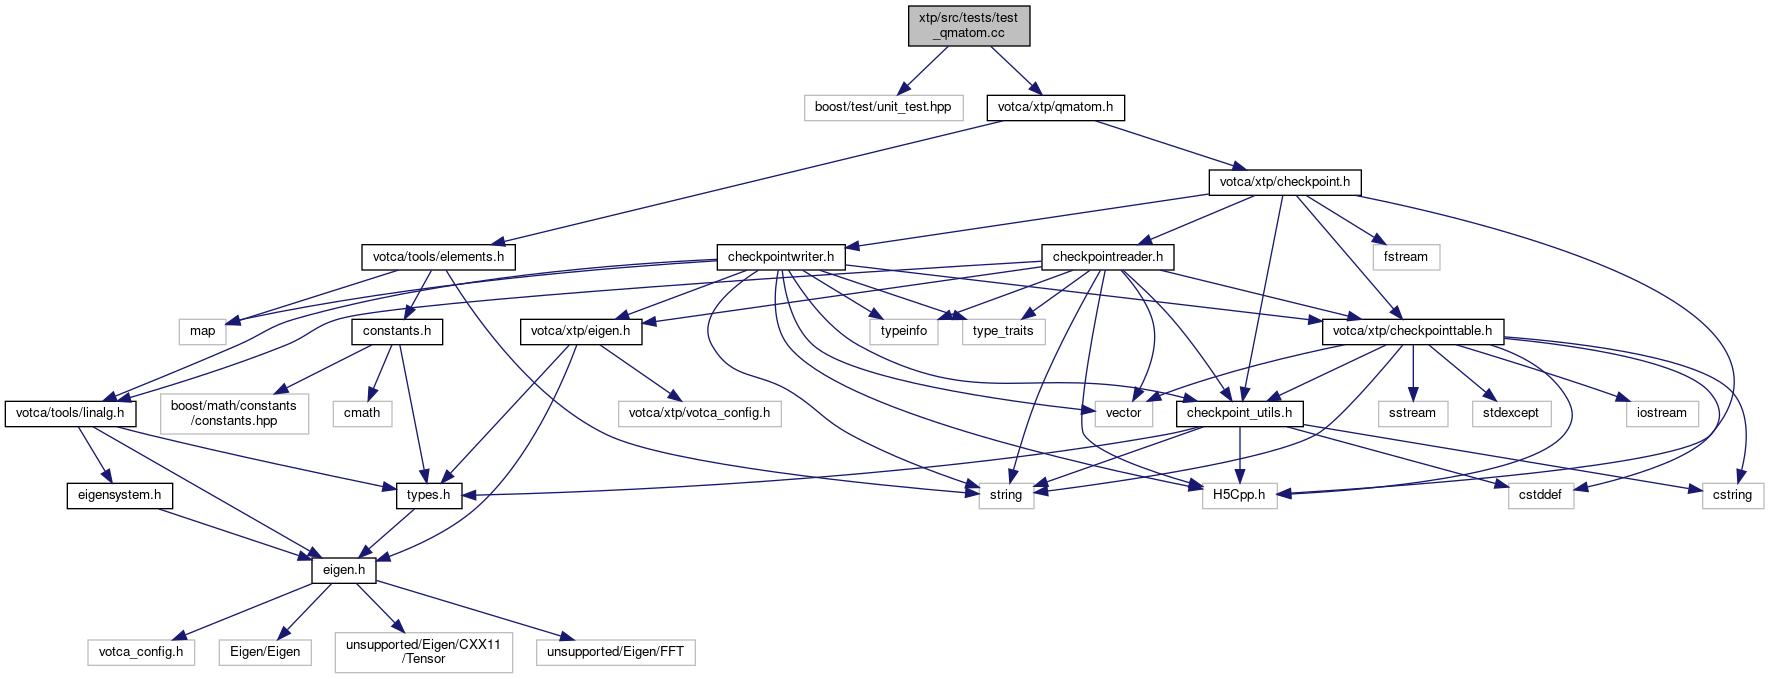 xtp/src/tests/test
_qmatom.cc
boost/test/unit_test.hpp
votca/xtp/qmatom.h
votca/xtp/checkpoint.h
votca/tools/elements.h
checkpointwriter.h
checkpointreader.h
fstream
map
constants.h
votca/xtp/eigen.h
typeinfo
type_traits
votca/xtp/checkpointtable.h
votca/tools/linalg.h
boost/math/constants
/constants.hpp
cmath
votca/xtp/votca_config.h
vector
checkpoint_utils.h
sstream
stdexcept
iostream
eigensystem.h
types.h
string
H5Cpp.h
cstddef
cstring
eigen.h
votca_config.h
Eigen/Eigen
unsupported/Eigen/CXX11
/Tensor
unsupported/Eigen/FFT